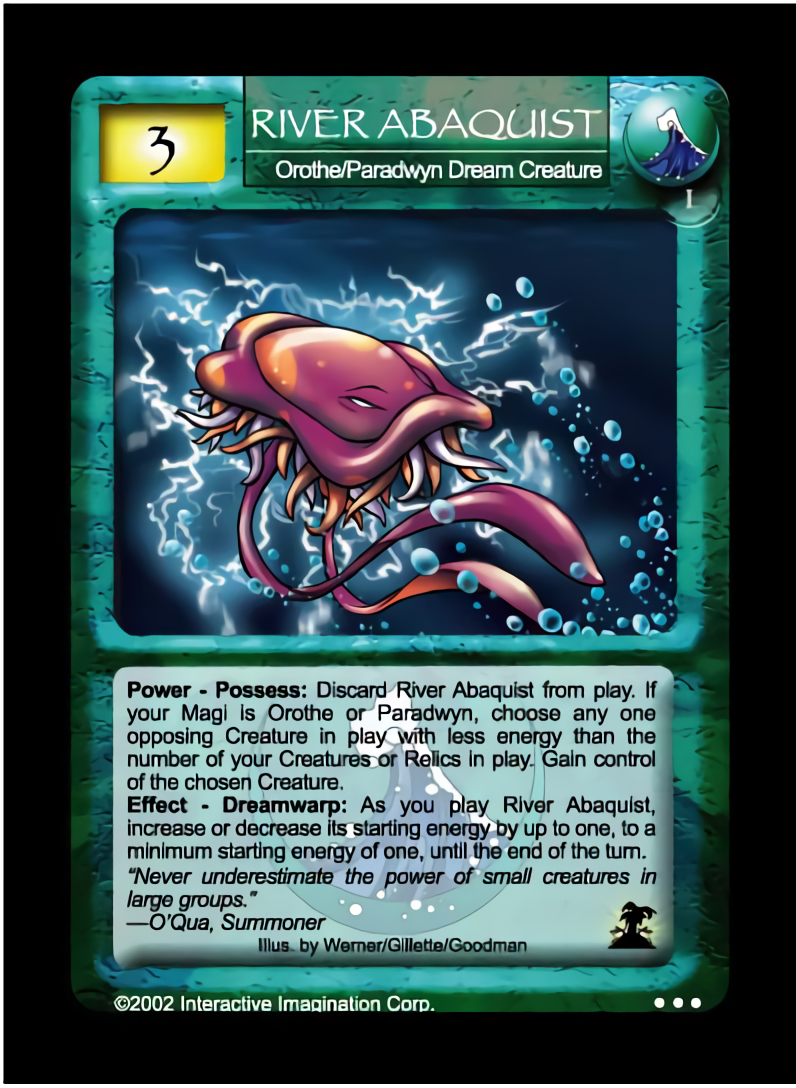 3
RIVER ABAQUIST
Orothe/Paradwyn Dream Creature
I
Power - Possess: Discard River Abaquist from play. If
your Magi is Orothe or Paradwyn, choose any one
opposing Creature in play with less energy than the
number of your Creatures or Relics in play. Gain control
of the chosen Creature.
Effect - Dreamwarp: As you play River Abaquist,
increase or decrease its starting energy by up to one, to a
minimum starting energy of one, until the end of the turn.
"Never underestimate the power of small creatures in
large groups."
—O'Qua, Summoner
Illus. by Werner/Gillette/Goodman
©2002 Interactive Imagination Corp.